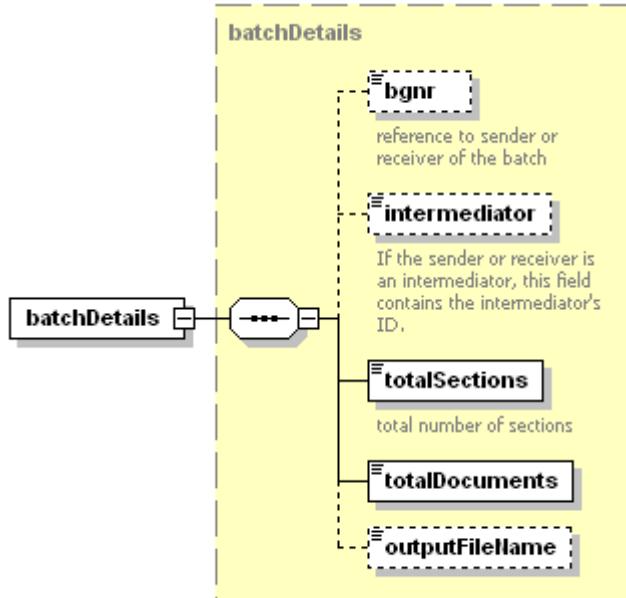 batchDetails
bgnr
reference to sender or
receiver of the batch
intermediator
If the sender or receiver is
an intermediator, this field
contains the intermediator's
ID.
batchDetails
totalSections
total number of sections
totalDocuments
outputFileName